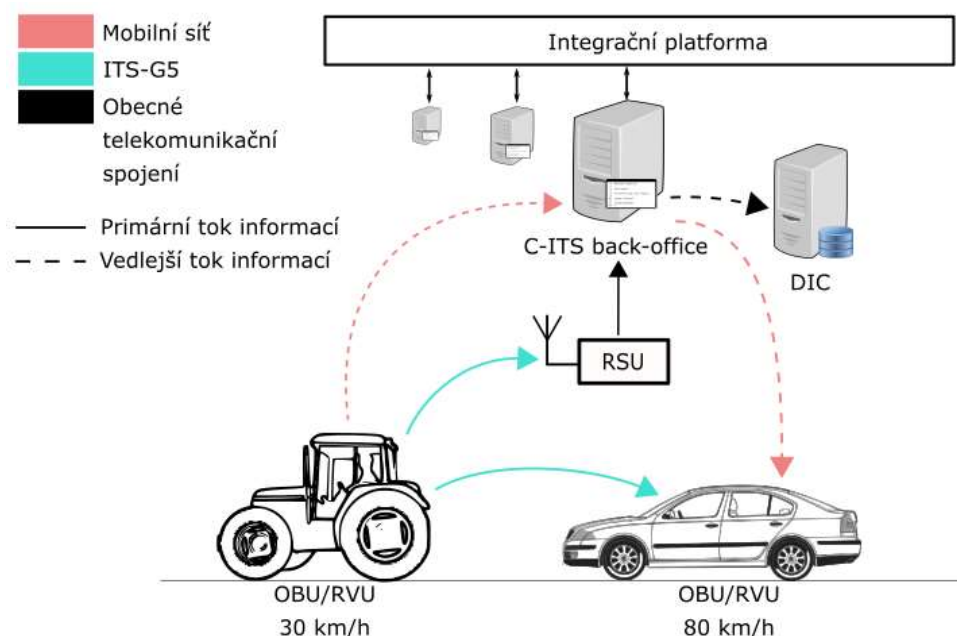 Mobilní síť
ITS-G5
Obecné
telekomunikační
spojení
Primární tok informací
Vedlejší tok informací
Integrační platforma
C-ITS back-office
DIC
RSU
OBU/RVU
30 km/h
OBU/RVU
80 km/h